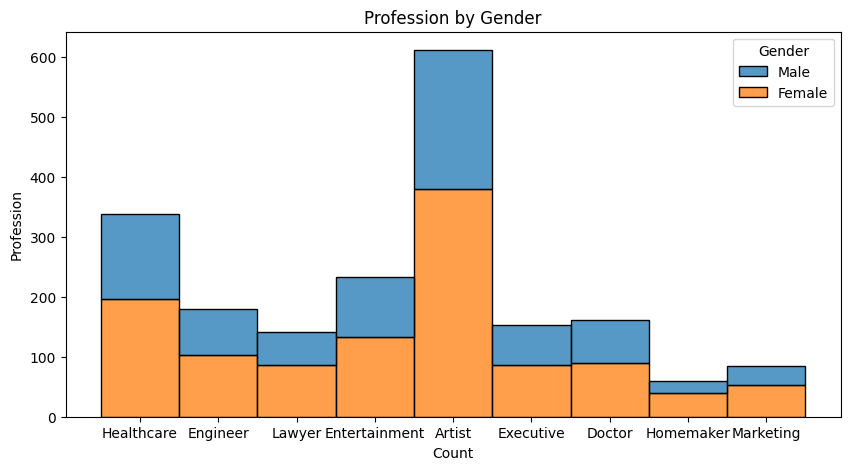 Profession by Gender
Gender
Male
Female
Profession
600
500
400
300
200
100
0
Healthcare Engineer Lawyer Entertainment Artist Executive Doctor Homemaker Marketing
Count